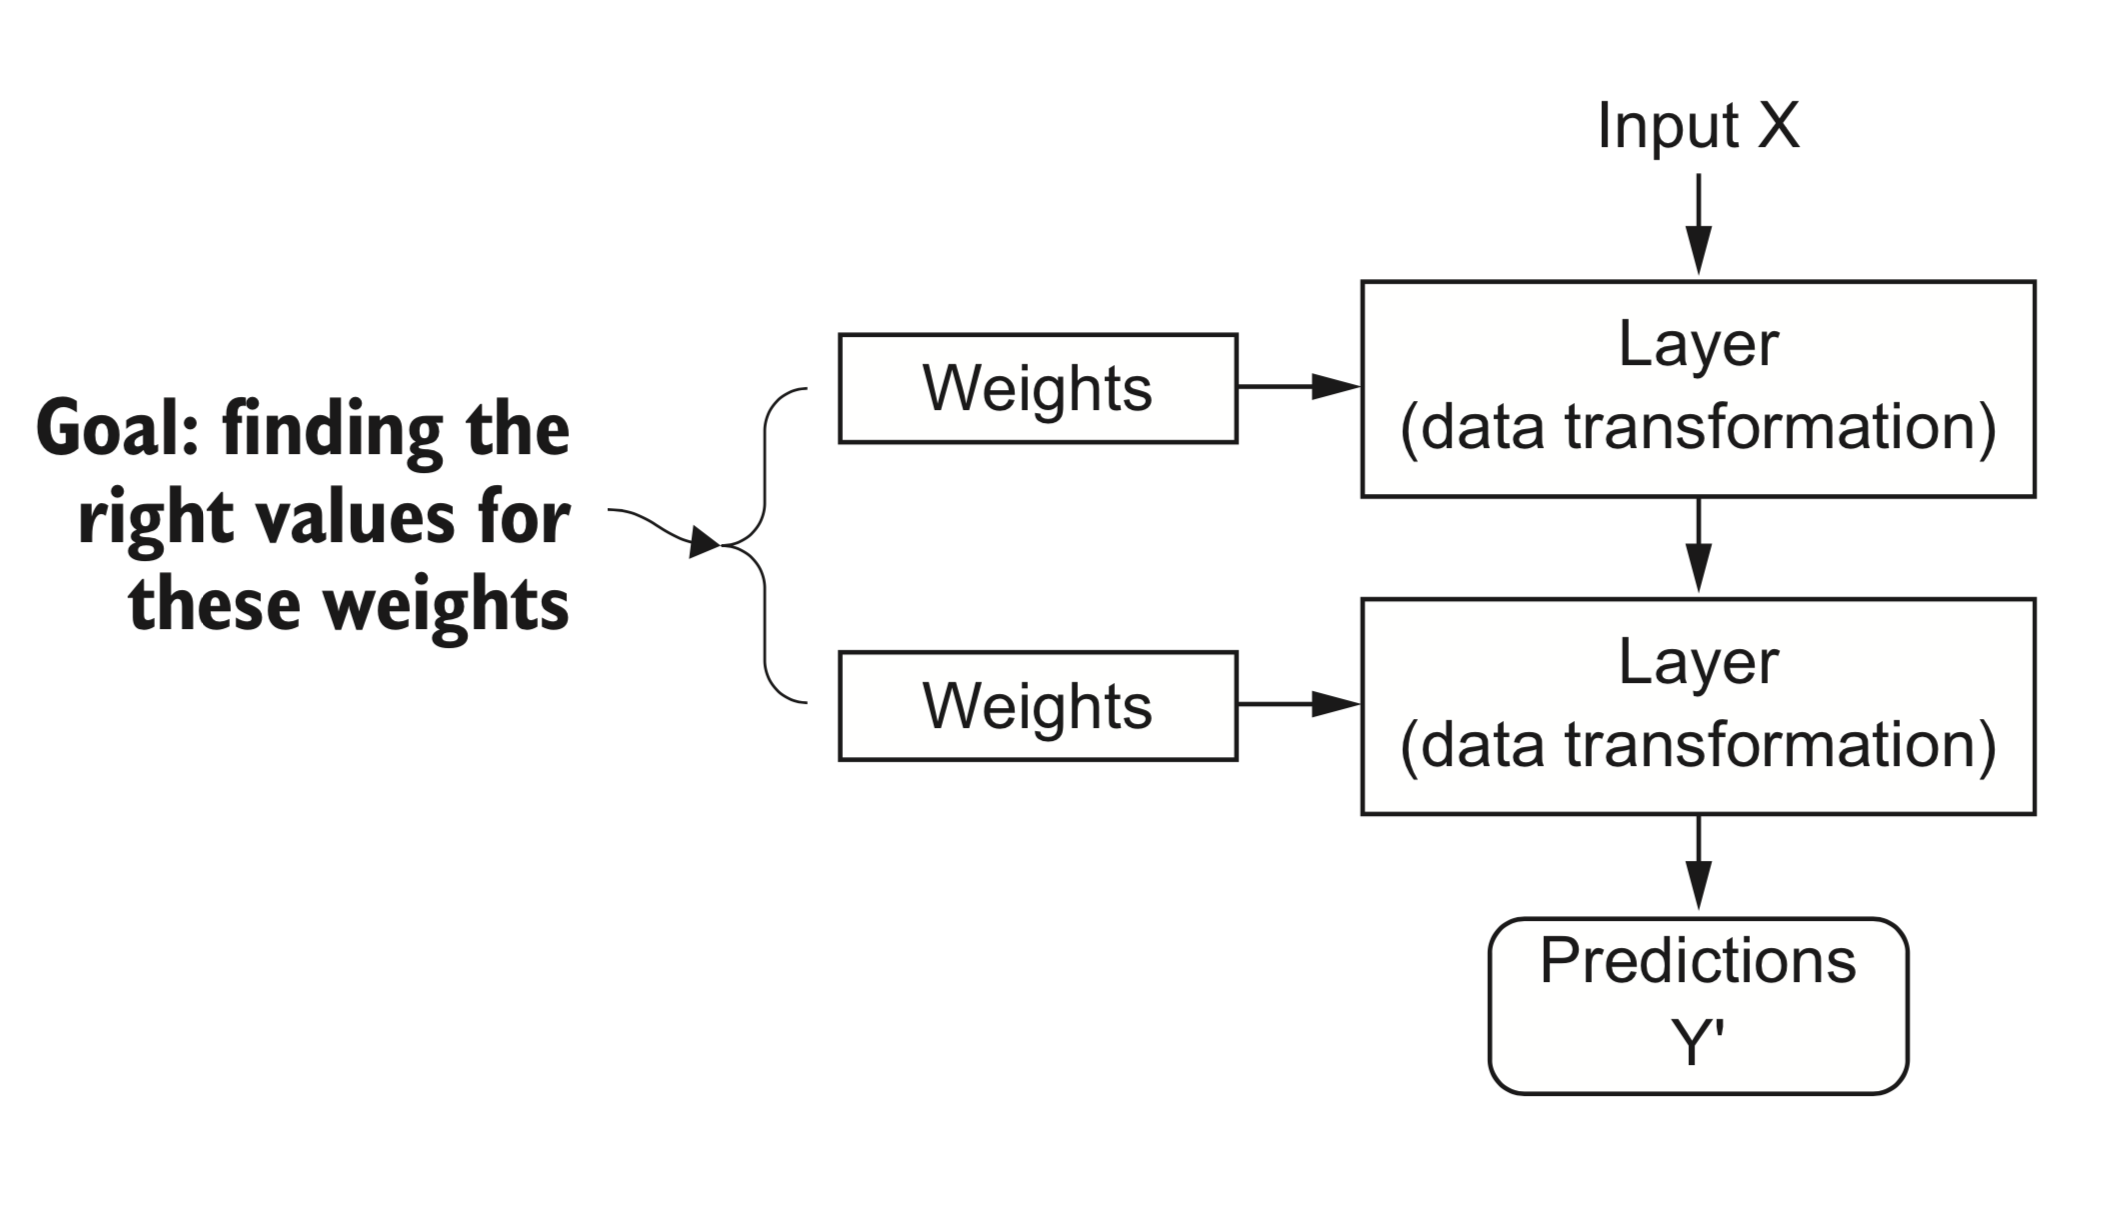 Input X
Goal: finding the
right values for
these weights
Weights
Layer
(data transformation)
Weights
Layer
(data transformation)
Predictions
Y'